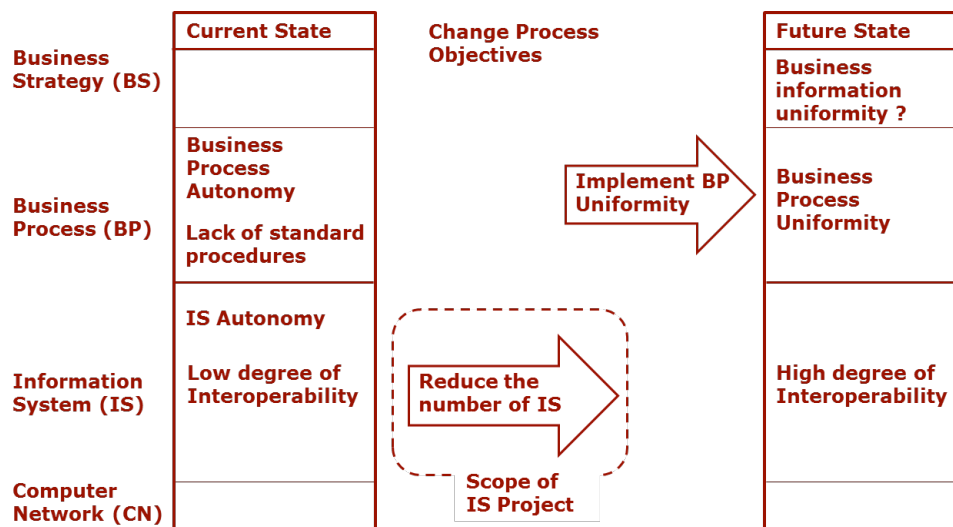 Current State
Change Process
Objectives
Future State
Business
Strategy (BS)
Business
information
uniformity ?
Business
Process (BP)
Business
Process
Autonomy
Lack of standard
procedures
Implement BP
Uniformity
Business
Process
Uniformity
Information
System (IS)
IS Autonomy
Low degree of
Interoperability
Reduce the
number of IS
High degree of
Interoperability
Scope of
IS Project
Computer
Network (CN)